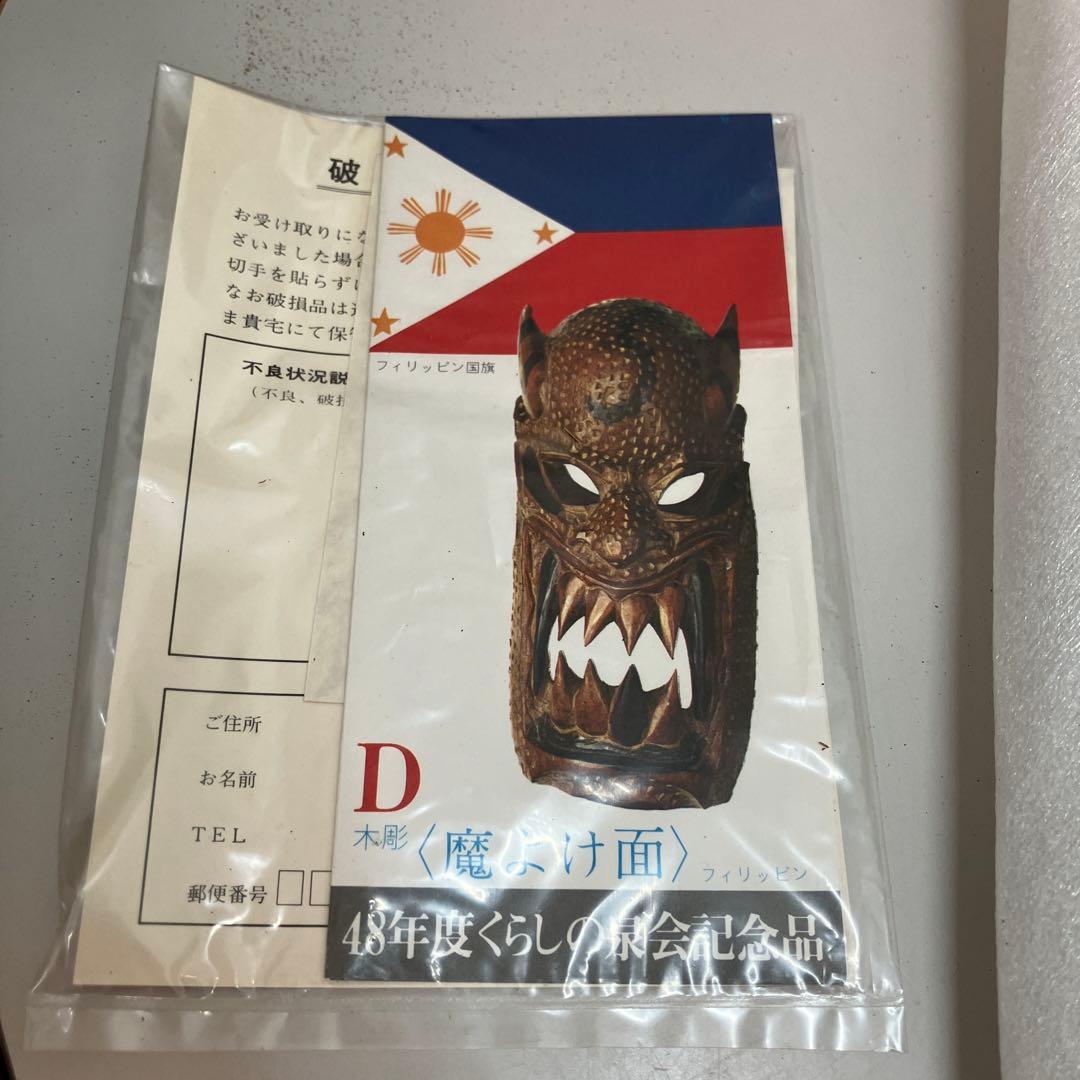 破
お受け取りにな
ざいました場合
切手を貼らずに
なお破損品は
ま貴宅にて保管
不良状況説
(不良、破損
ご住所
お名前
TEL
郵便番号
フィリッピン国旗
D
木彫〈魔よけ面〉フィリッピン
48年度くらしの泉会記念品